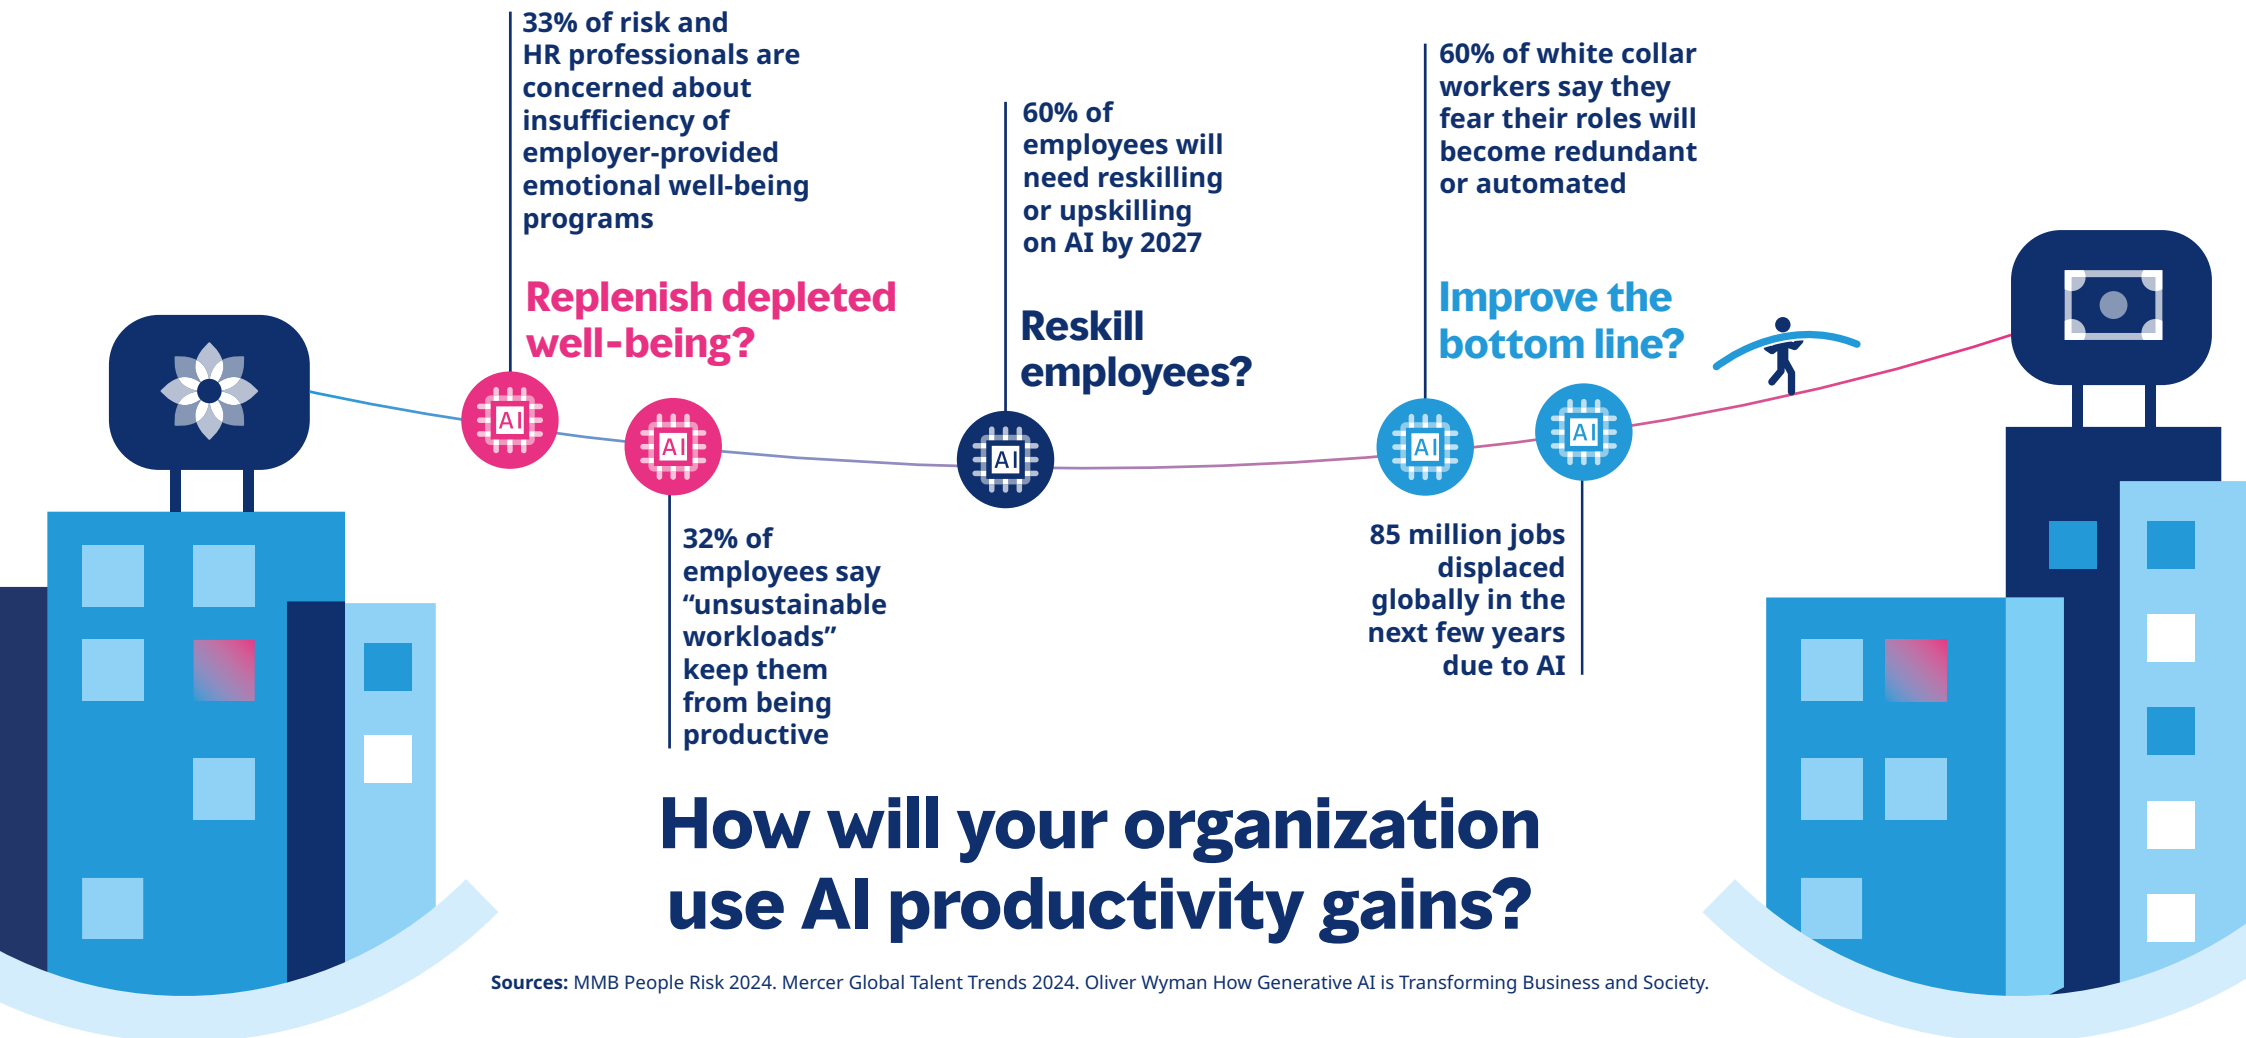 33% of risk and
HR professionals are
concerned about
insufficiency of
employer-provided
emotional well-being
programs
Replenish depleted
well-being?
AI
AI
32% of
employees say
“unsustainable
workloads”
keep them
from being
productive
60% of
employees will
need reskilling
or upskilling
on AI by 2027
Reskill
employees?
AI
60% of white collar
workers say they
fear their roles will
become redundant
or automated
Improve the
bottom line?
AI
AI
85 million jobs
displaced
globally in the
next few years
due to AI
How will your organization
use AI productivity gains?
Sources: MMB People Risk 2024. Mercer Global Talent Trends 2024. Oliver Wyman How Generative AI is Transforming Business and Society.